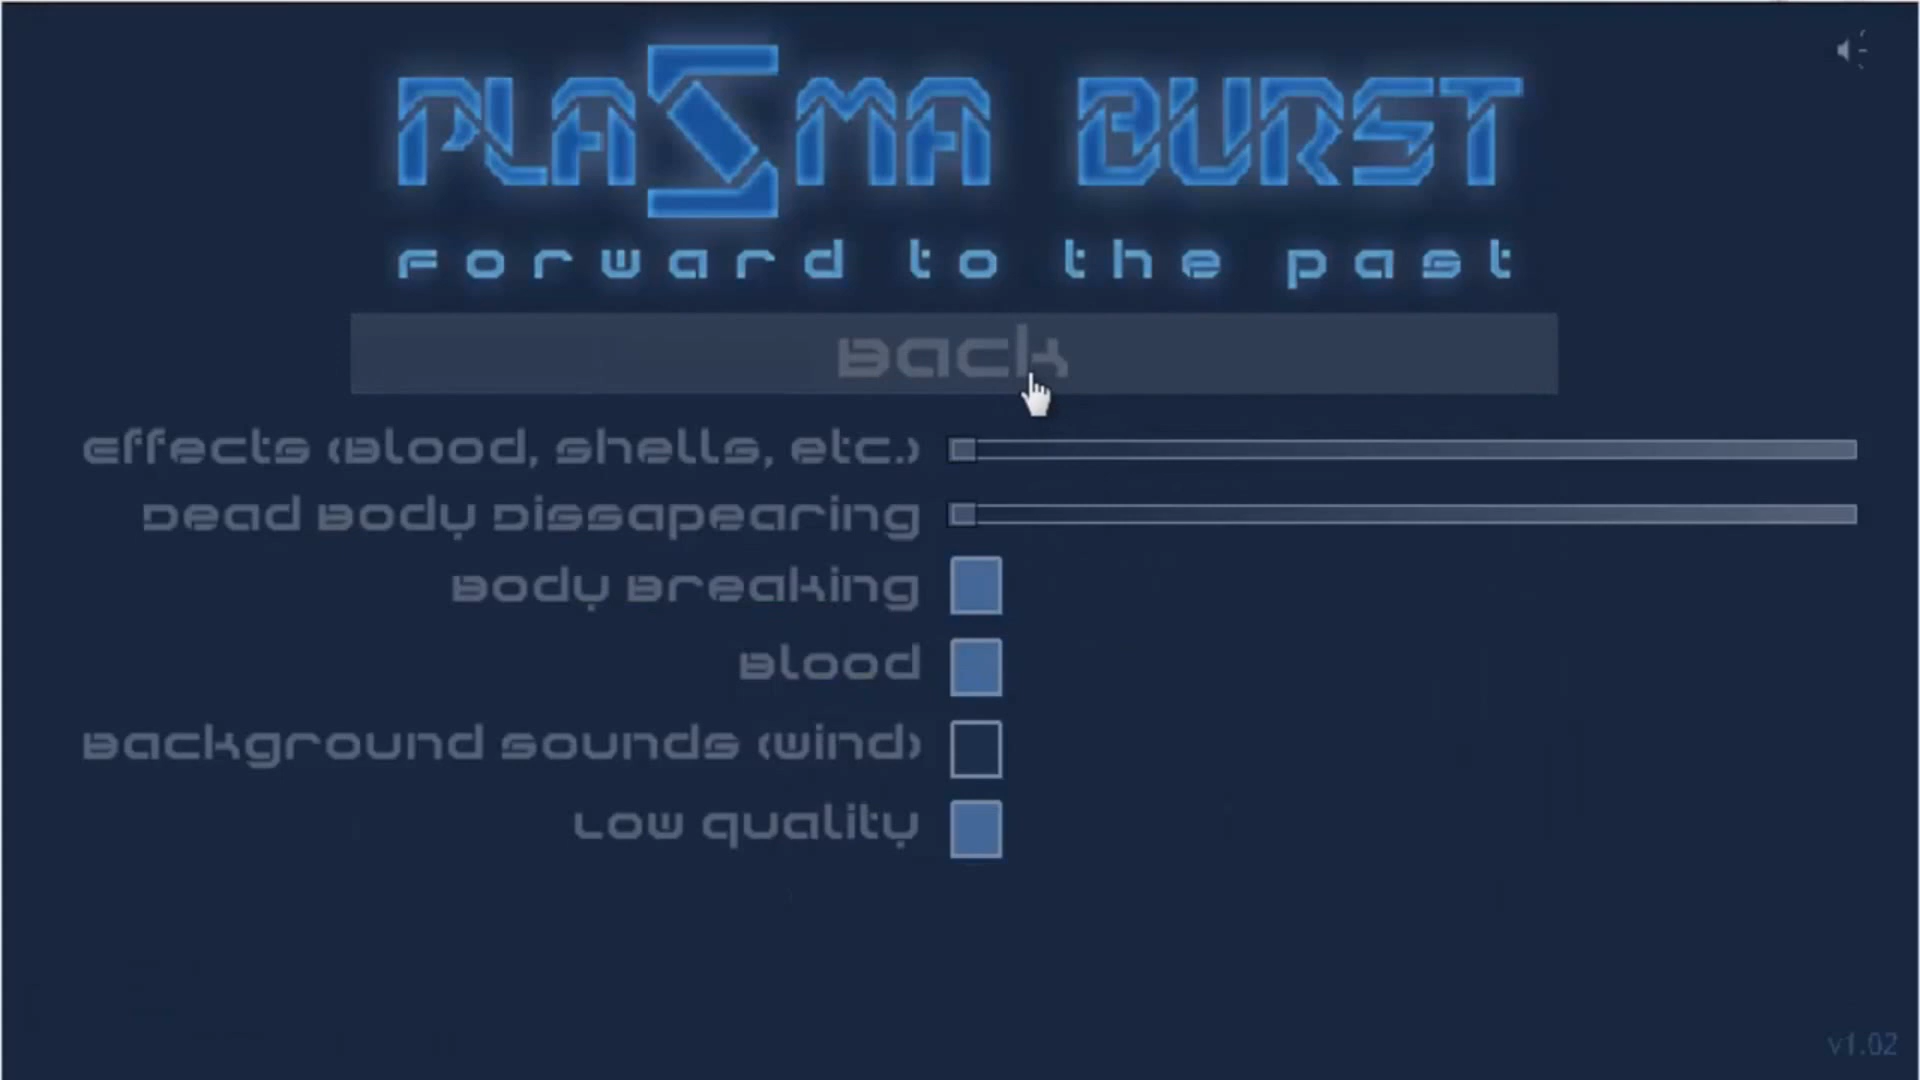 PLASMA BURST
forward to the past
Back
Effects (Blood, Shells, etc.)
Dead Body Dissapearing
Body Breaking
Blood
Background Sounds (Wind)
Low Quality
v1.02